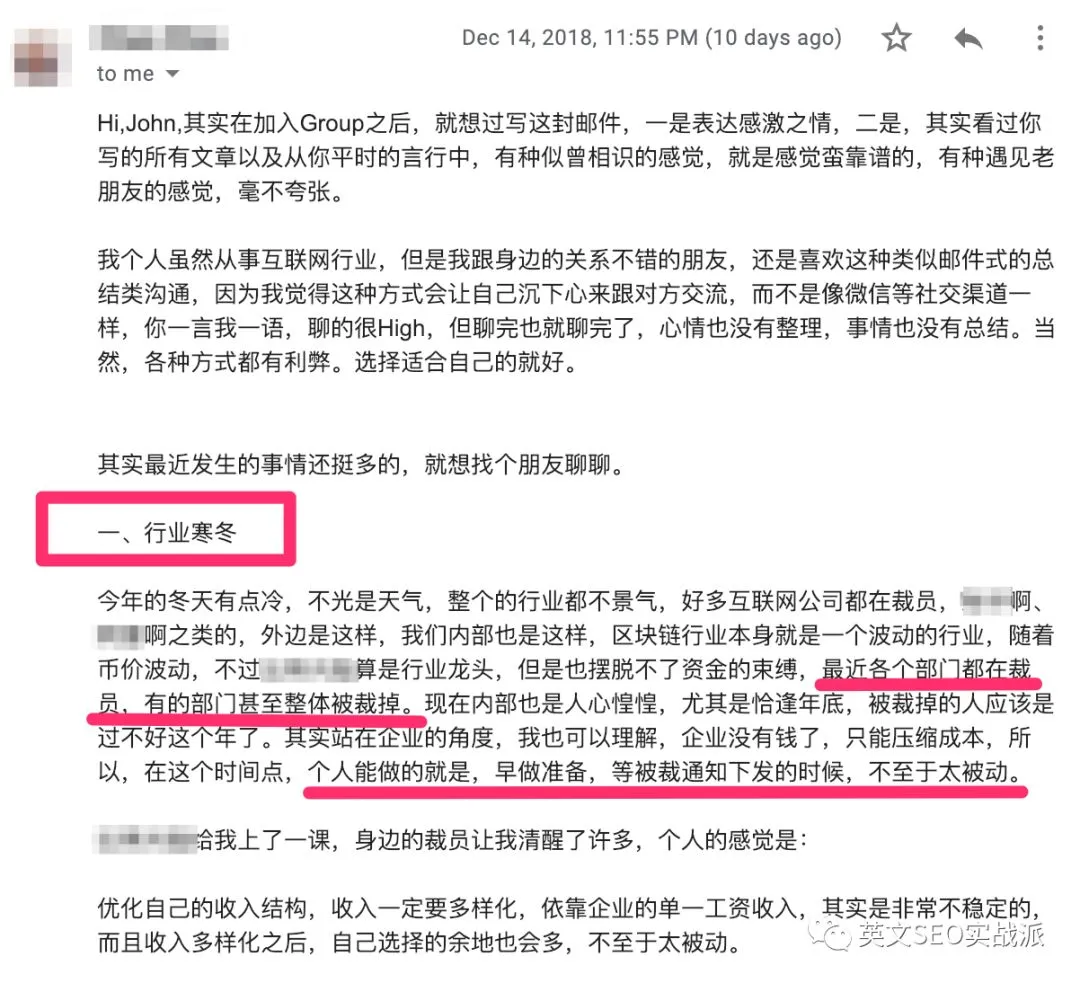 Dec 14, 2018, 11:55 PM (10 days ago)
to me
Hi,John,其实在加入Group之后，就想过写这封邮件，一是表达感激之情，二是，其实看过你
写的所有文章以及从你平时的言行中，有种似曾相识的感觉，就是感觉蛮靠谱的，有种遇见老
朋友的感觉，毫不夸张。
我个人虽然从事互联网行业，但是我跟身边的关系不错的朋友，还是喜欢这种类似邮件式的总
结类沟通，因为我觉得这种方式会让自己沉下心来跟对方交流，而不是像微信等社交渠道一
样，你一言我一语，聊的很High，但聊完也就聊完了，心情也没有整理，事情也没有总结。当
然，各种方式都有利弊。选择适合自己的就好。
其实最近发生的事情还挺多的，就想找个朋友聊聊。
一、行业寒冬
今年的冬天有点冷，不光是天气，整个的行业都不景气，好多互联网公司都在裁员，啊、
啊之类的，外边是这样，我们内部也是这样，区块链行业本身就是一个波动的行业，随着
币价波动，不过算是行业龙头，但是也摆脱不了资金的束缚，最近各个部门都在裁
员，有的部门甚至整体被裁掉。现在内部也是人心惶惶，尤其是恰逢年底，被裁掉的人应该是
过不好这个年了。其实站在企业的角度，我也可以理解，企业没有钱了，只能压缩成本，所
以，在这个时间点，个人能做的就是，早做准备，等被裁通知下发的时候，不至于太被动。
给我上了一课，身边的裁员让我清醒了许多，个人的感觉是：
优化自己的收入结构，收入一定要多样化，依靠企业的单一工资收入，其实是非常不稳定的，
而且收入多样化之后，自己选择的余地也会多，不至于太被动。
英文SEO实战派